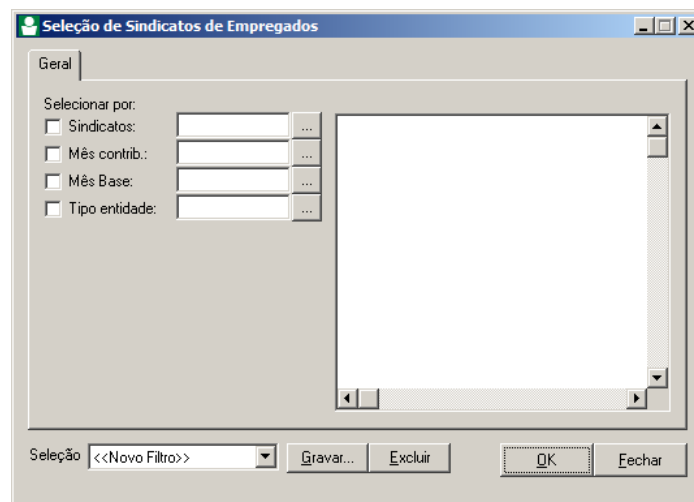 Seleção de Sindicatos de Empregados
Geral
Selecionar por:
Sindicatos: ...
Mês contrib.: ...
Mês Base: ...
Tipo entidade: ...
Seleção <<Novo Filtro>> Gravar... Excluir OK Fechar